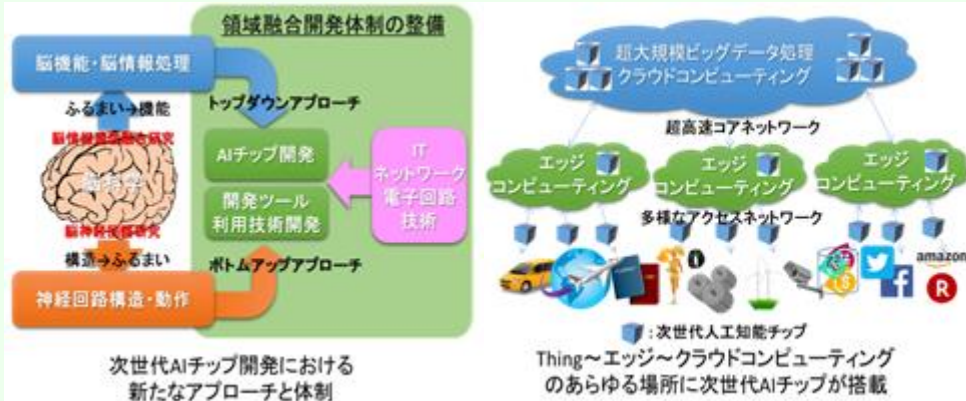 領域融合開発体制の整備
脳機能・脳情報処理
ふるまい→機能
トップダウンアプローチ
脳科学
AIチップ開発
開発ツール
利用技術開発
IT
ネットワーク
電子回路
技術
構造→ふるまい
ボトムアップアプローチ
神経回路構造・動作
次世代AIチップ開発における
新たなアプローチと体制
超大規模ビッグデータ処理
クラウドコンピューティング
超高速コアネットワーク
エッジ
コンピューティング
エッジ
コンピューティング
エッジ
コンピューティング
多様なアクセスネットワーク
amazon
R
:次世代人工知能チップ
Thing~エッジ~クラウドコンピューティング
のあらゆる場所に次世代AIチップが搭載